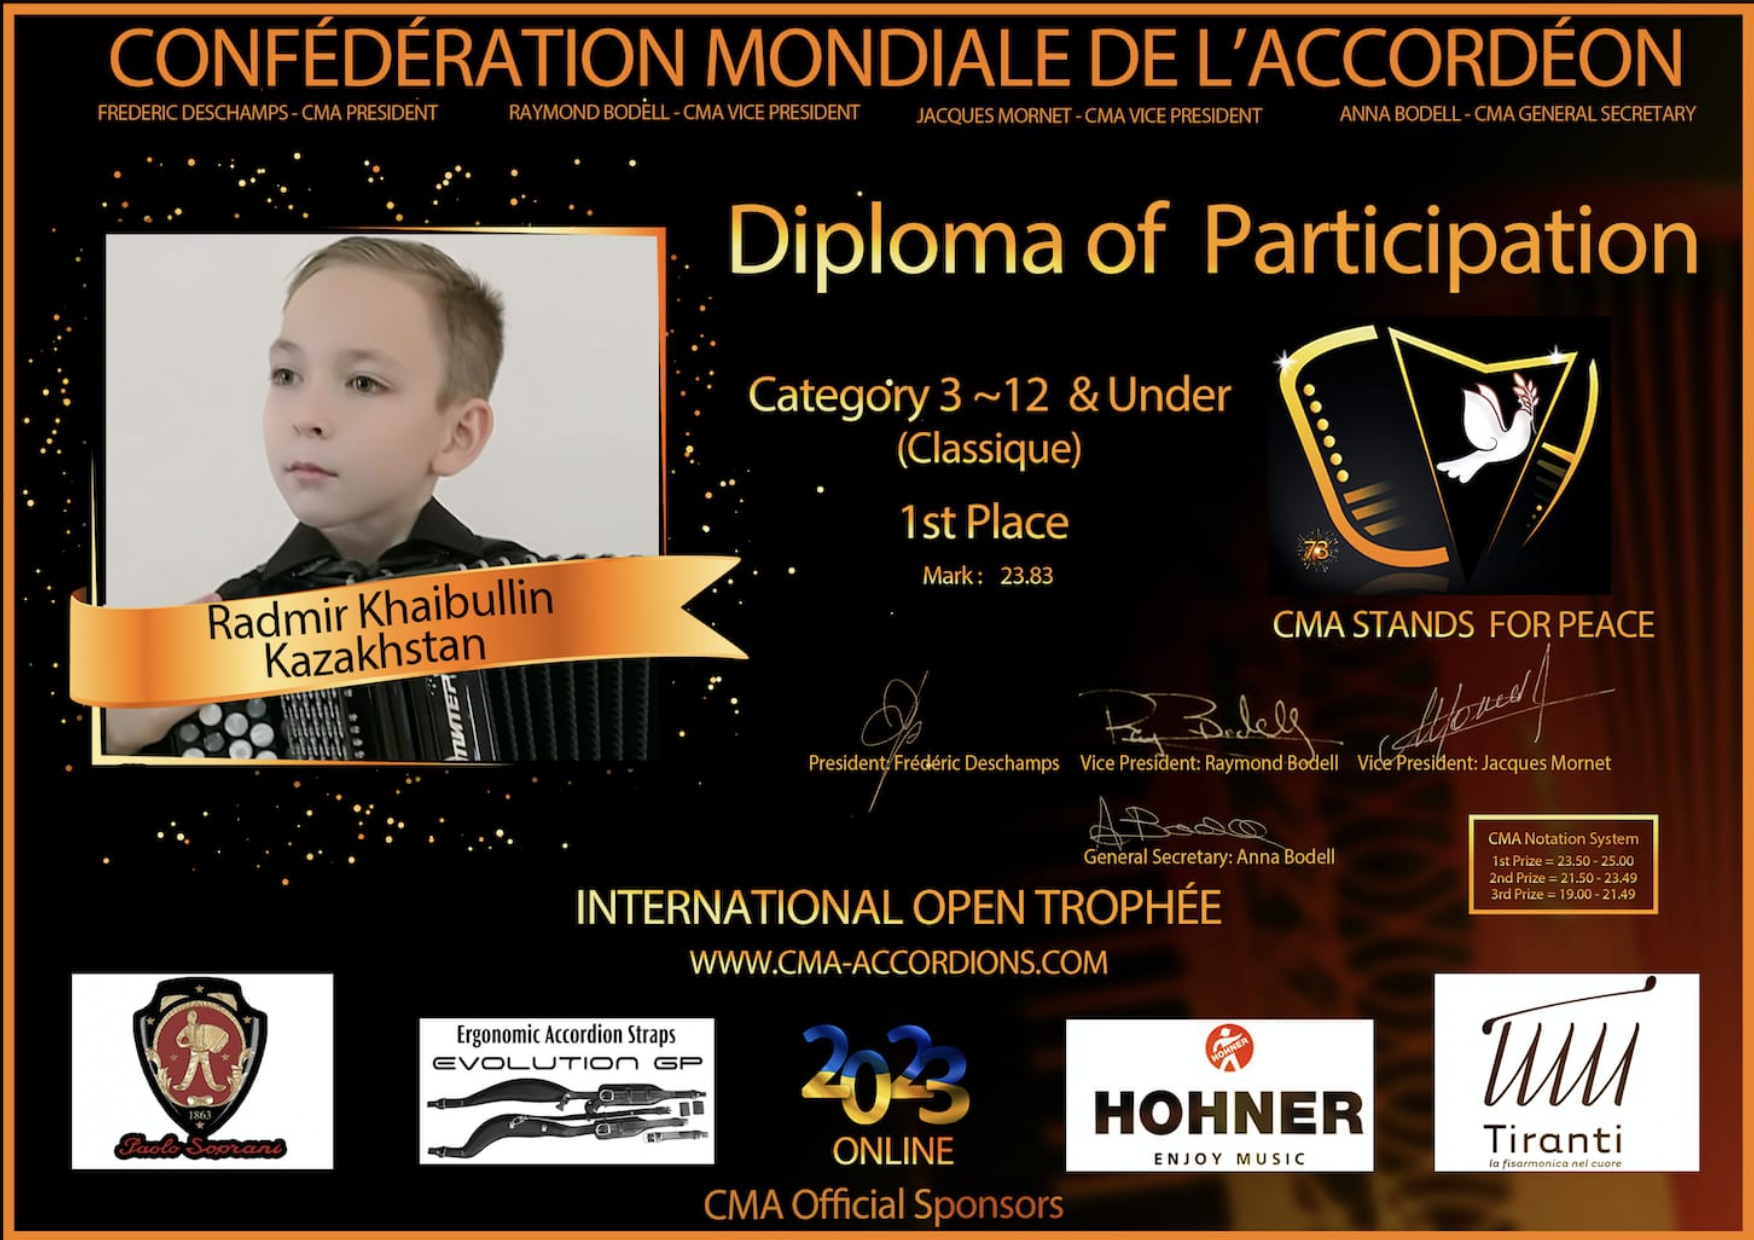 CONFÉDÉRATION MONDIALE DE L'ACCORDÉON
FREDERIC DESCHAMPS - CMA PRESIDENT
RAYMOND BODELL - CMA VICE PRESIDENT
JACQUES MORNET - CMA VICE PRESIDENT
ANNA BODELL - CMA GENERAL SECRETARY
Diploma of Participation
Category 3 ~12 & Under
(Classique)
1st Place
Mark: 23.83
Radmir Khaibullin
Kazakhstan
73
CMA STANDS FOR PEACE
Ray Bodell
President: Frédéric Deschamps
Vice President: Raymond Bodell
Vice President: Jacques Mornet
A Bodell
General Secretary: Anna Bodell
CMA Notation System
1st Prize = 23.50 - 25.00
2nd Prize = 21.50 - 23.49
3rd Prize = 19.00 - 21.49
INTERNATIONAL OPEN TROPHÉE
WWW.CMA-ACCORDIONS.COM
1863
Paolo Soprani
Ergonomic Accordion Straps
EVOLUTION GP
2023
ONLINE
HOHNER
HOHNER
ENJOY MUSIC
Tiranti
la fisarmonica nel cuore
CMA Official Sponsors